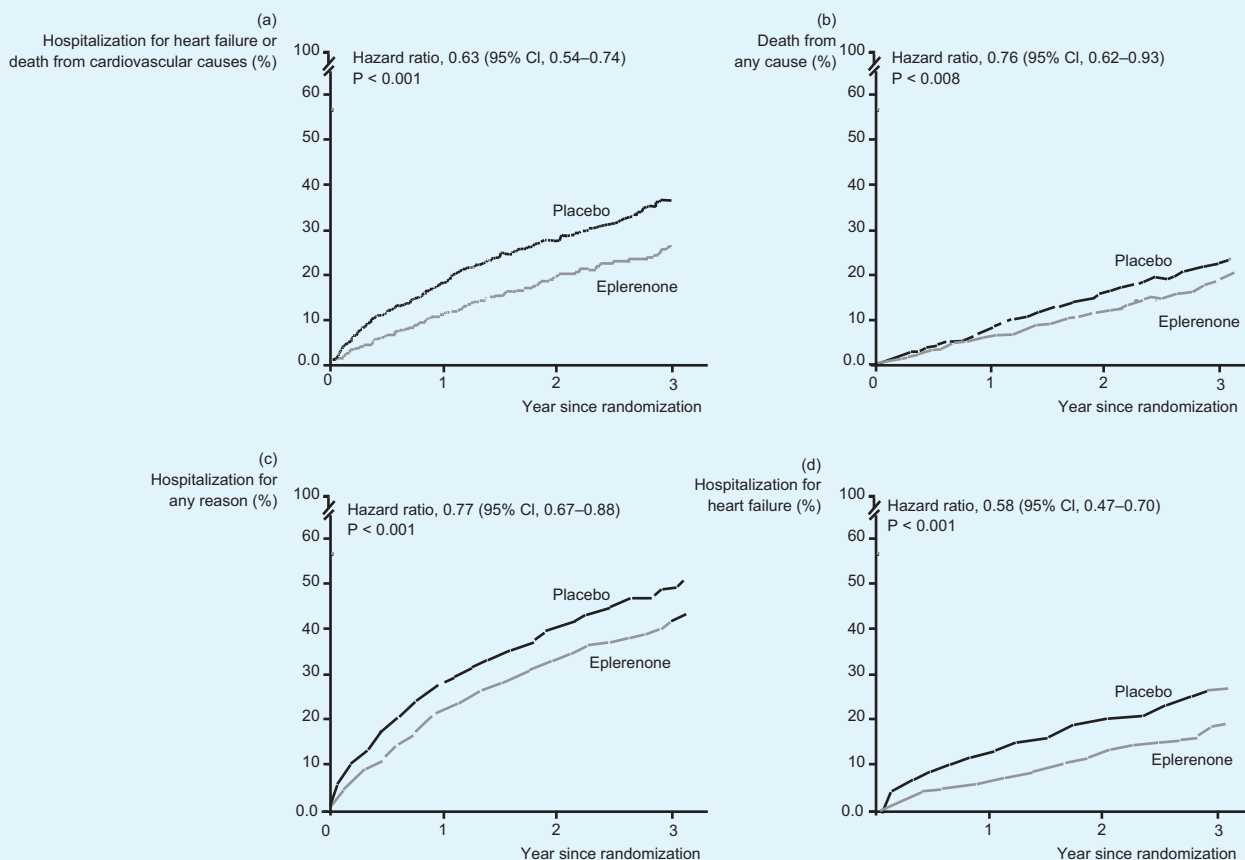 (a)
Hospitalization for heart failure or
death from cardiovascular causes (%)
Hazard ratio, 0.63 (95% CI, 0.54–0.74)
P < 0.001
100
60
50
40
30
20
10
0.0
Placebo
Eplerenone
0
1
2
3
Year since randomization
(b)
Death from
any cause (%)
Hazard ratio, 0.76 (95% CI, 0.62–0.93)
P < 0.008
100
60
50
40
30
20
10
0.0
Placebo
Eplerenone
0
1
2
3
Year since randomization
(c)
Hospitalization for
any reason (%)
Hazard ratio, 0.77 (95% CI, 0.67–0.88)
P < 0.001
100
60
50
40
30
20
10
0.0
Placebo
Eplerenone
0
1
2
3
Year since randomization
(d)
Hospitalization for
heart failure (%)
Hazard ratio, 0.58 (95% CI, 0.47–0.70)
P < 0.001
100
60
50
40
30
20
10
0.0
Placebo
Eplerenone
1
2
3
Year since randomization